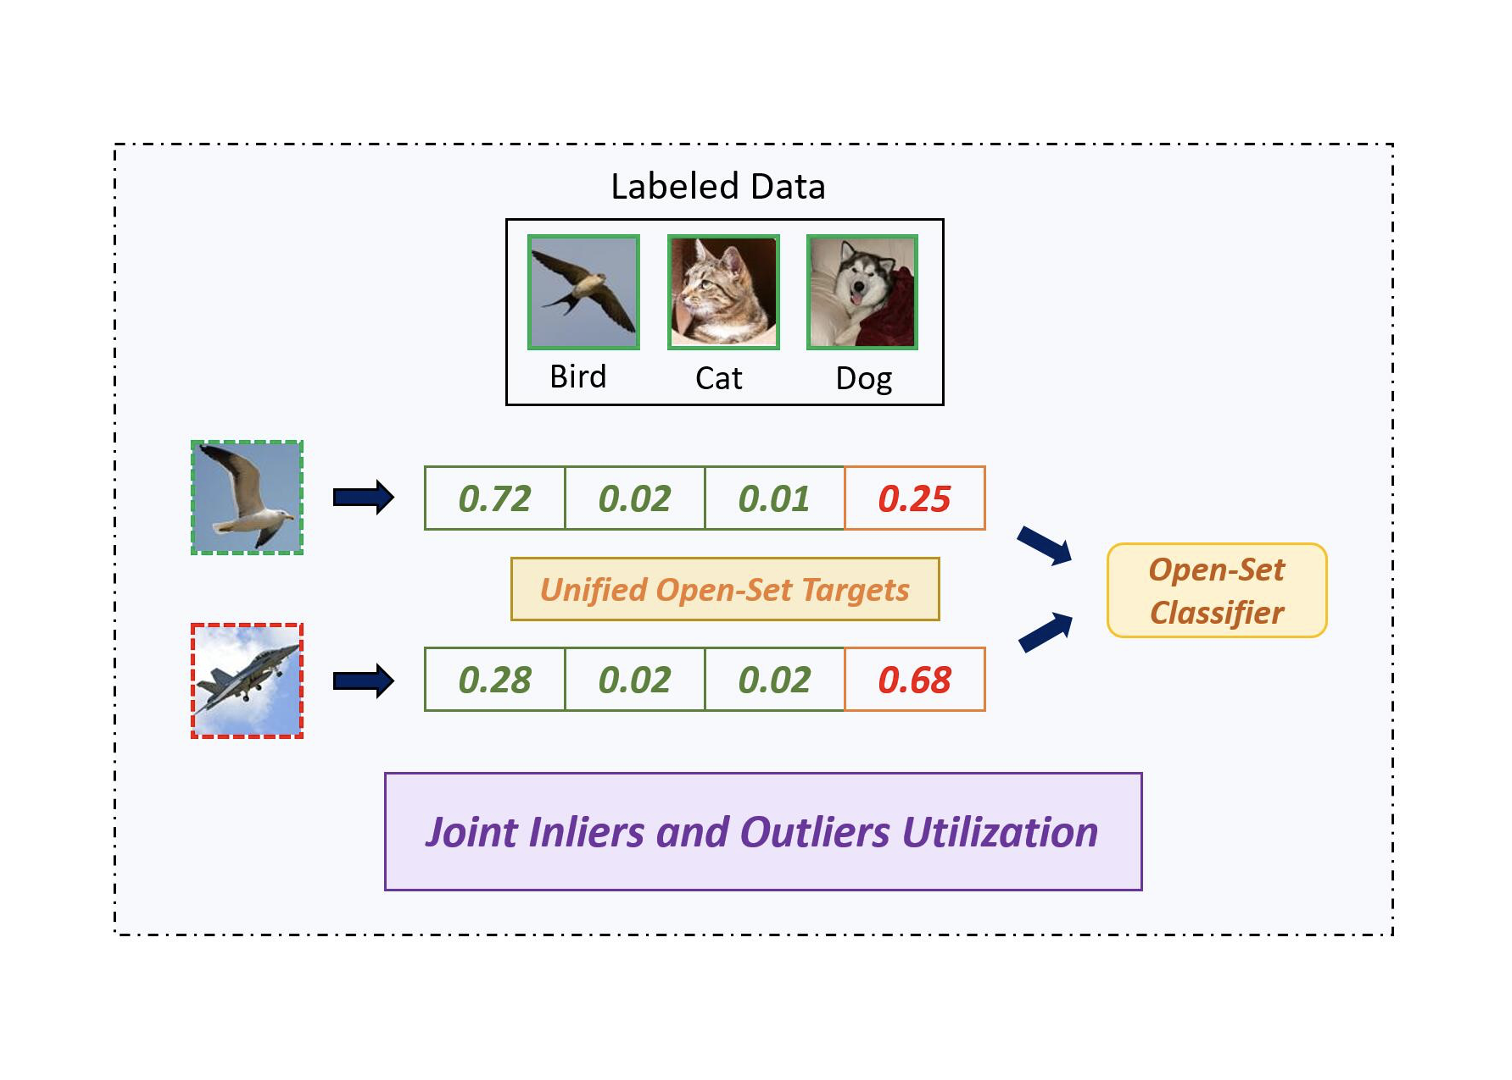 Labeled Data
Bird Cat Dog
0.72 0.02 0.01 0.25
Unified Open-Set Targets
Open-Set
Classifier
0.28 0.02 0.02 0.68
Joint Inliers and Outliers Utilization